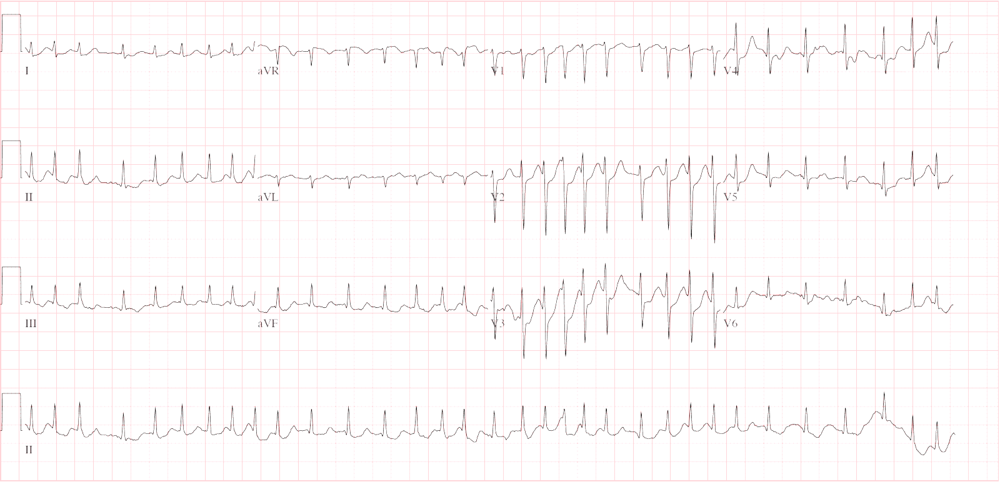 I aVR V1 V4
II aVL V2 V5
III aVF V3 V6
II